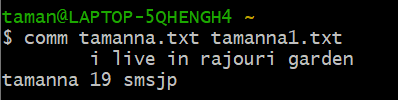 taman@LAPTOP-5QHENGH4 ~
$ comm tamanna.txt tamanna1.txt
        i live in rajouri garden
tamanna 19 smsjp